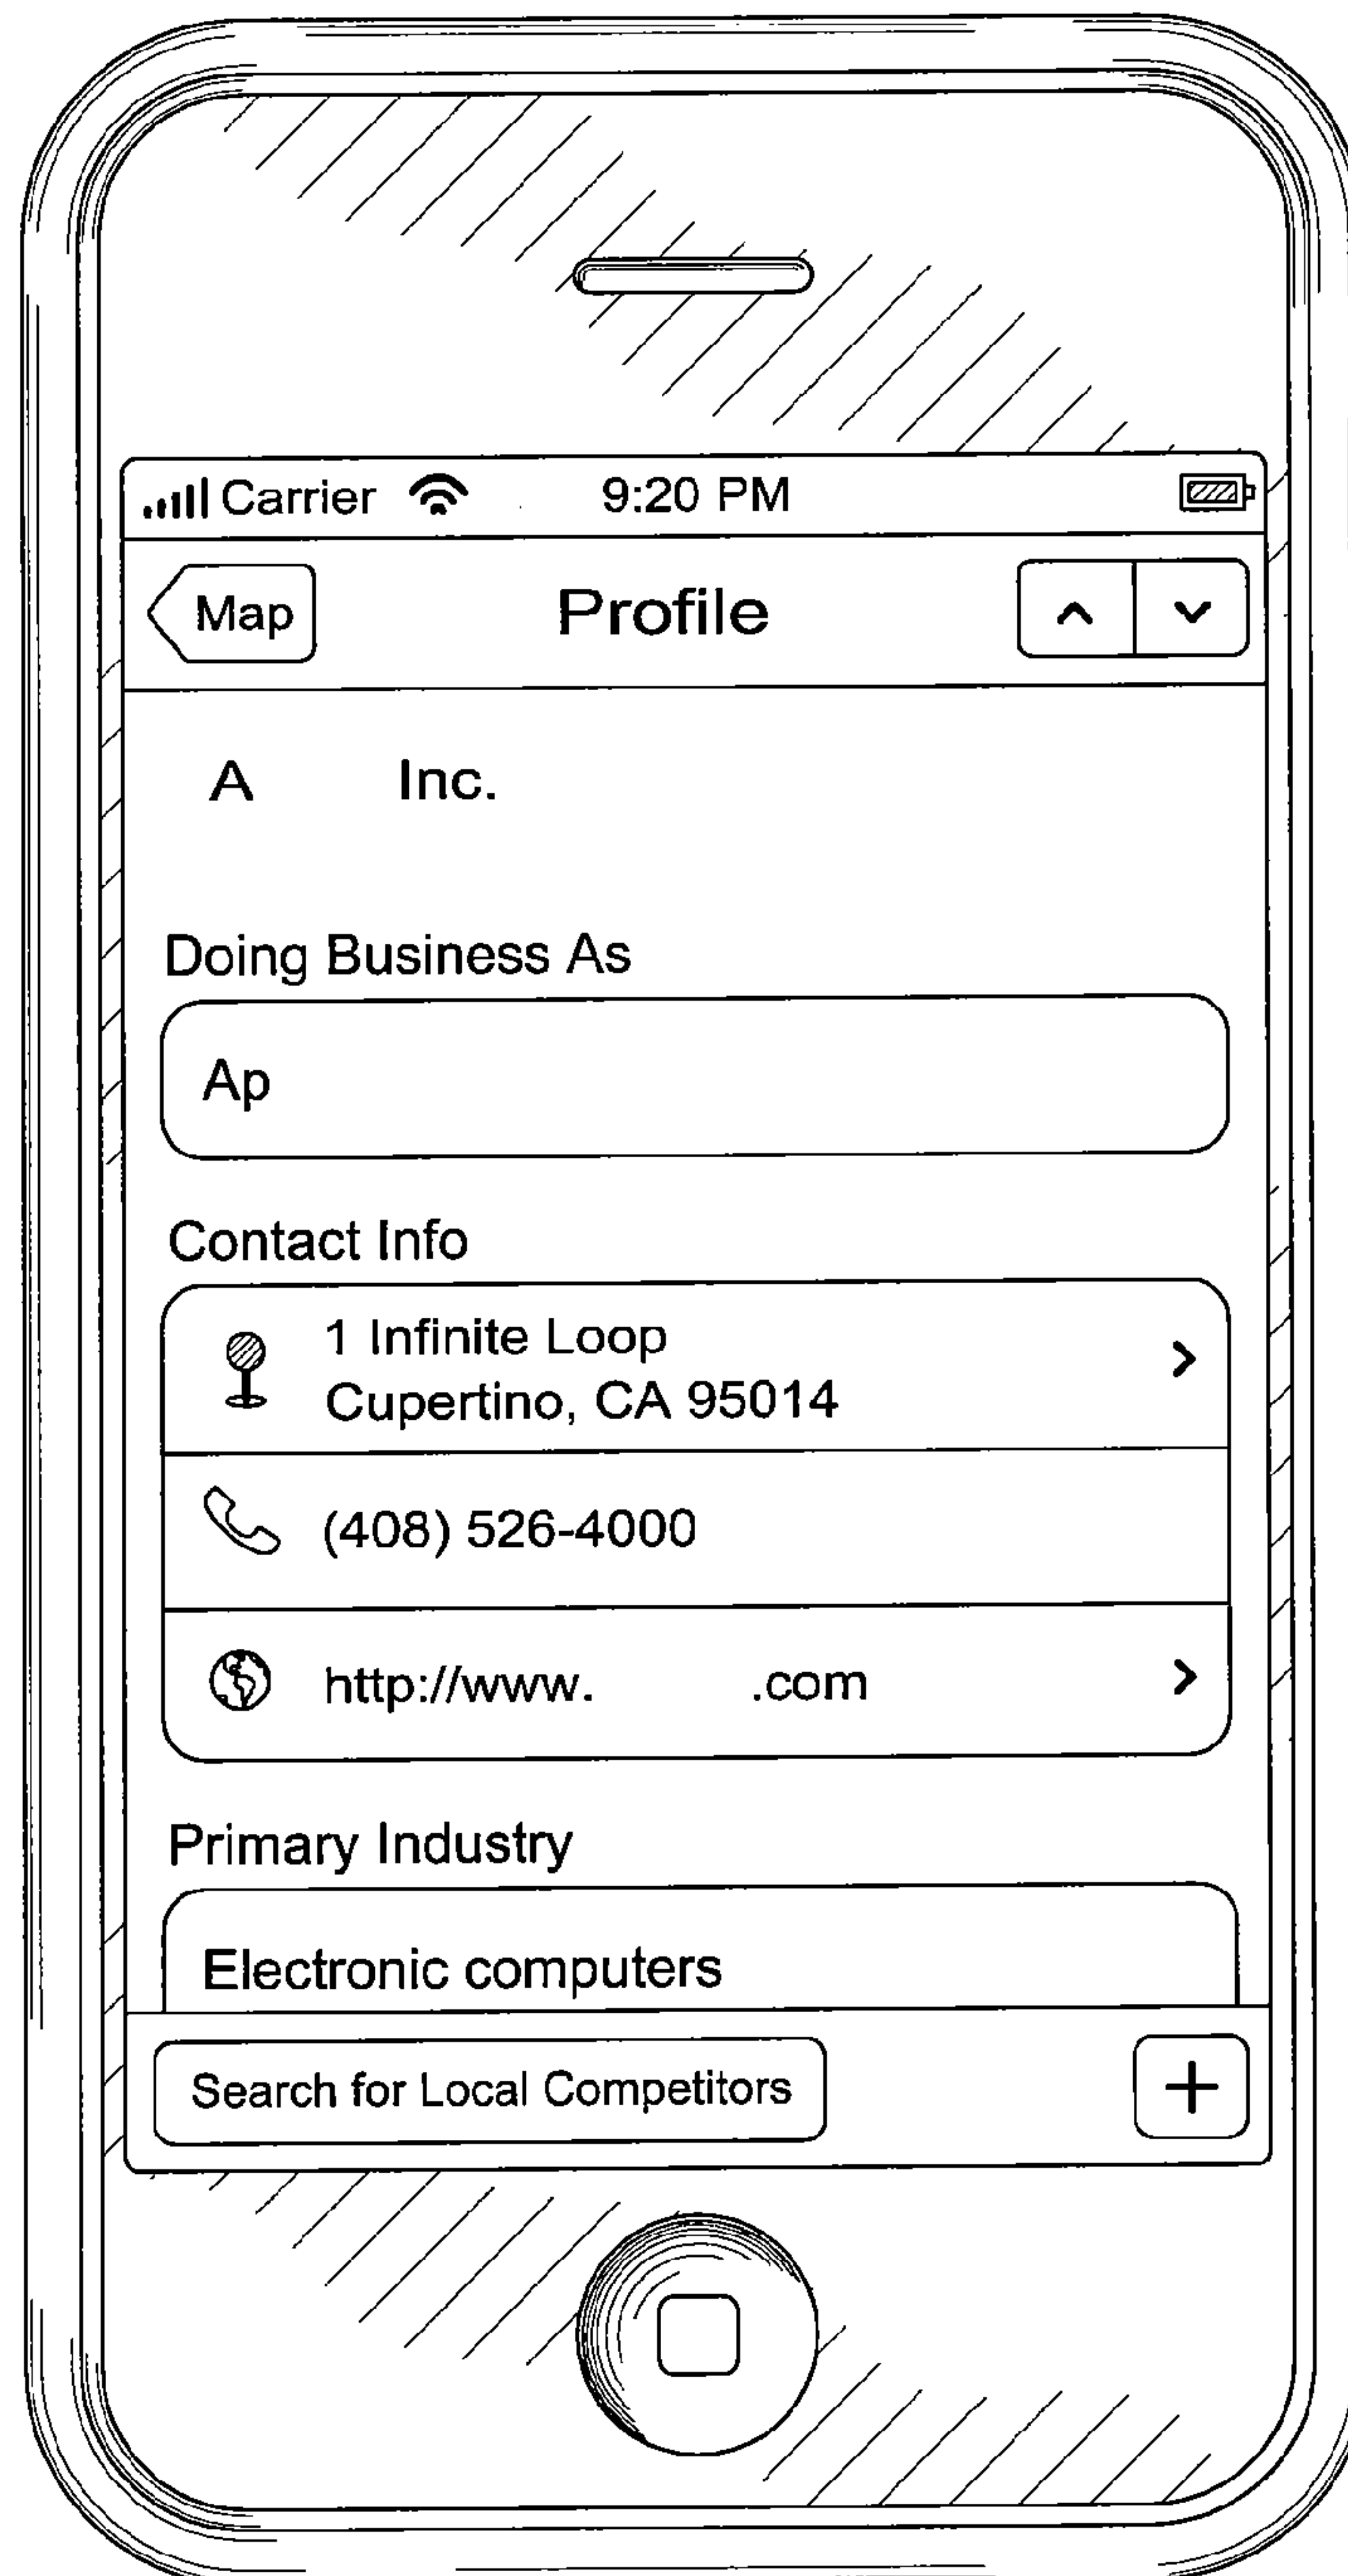 Carrier 9:20 PM
Map Profile
A Inc.
Doing Business As
Ap
Contact Info
1 Infinite Loop
Cupertino, CA 95014
(408) 526-4000
http://www. .com
Primary Industry
Electronic computers
Search for Local Competitors +